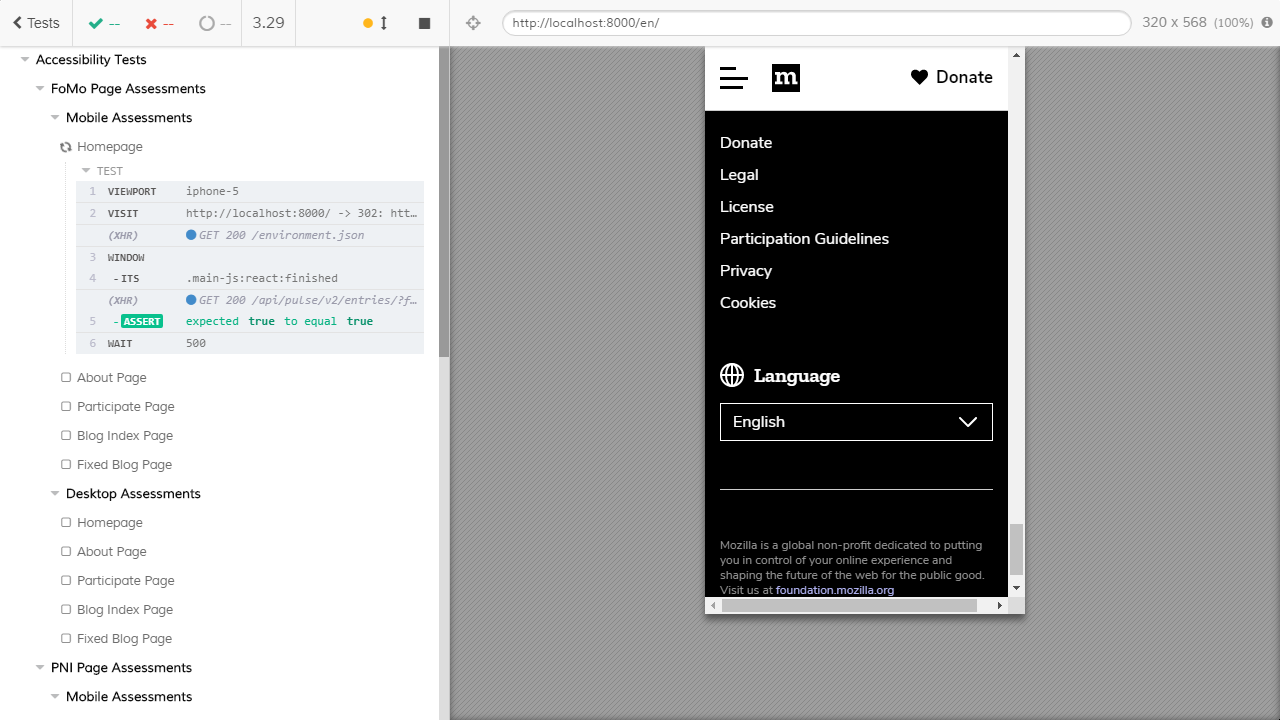 Tests
--
--
--
3.29
http://localhost:8000/en/
320 x 568 (100%)
Accessibility Tests
FoMo Page Assessments
Mobile Assessments
Homepage
TEST
1 VIEWPORT iphone-5
2 VISIT http://localhost:8000/ -> 302: htt…
(XHR) GET 200 /environment.json
3 WINDOW
4 -ITS .main-js:react:finished
(XHR) GET 200 /api/pulse/v2/entries/?f…
5 -ASSERT expected true to equal true
6 WAIT 500
About Page
Participate Page
Blog Index Page
Fixed Blog Page
Desktop Assessments
Homepage
About Page
Participate Page
Blog Index Page
Fixed Blog Page
PNI Page Assessments
Mobile Assessments
m
Donate
Donate
Legal
License
Participation Guidelines
Privacy
Cookies
Language
English
Mozilla is a global non-profit dedicated to putting
you in control of your online experience and
shaping the future of the web for the public good.
Visit us at foundation.mozilla.org